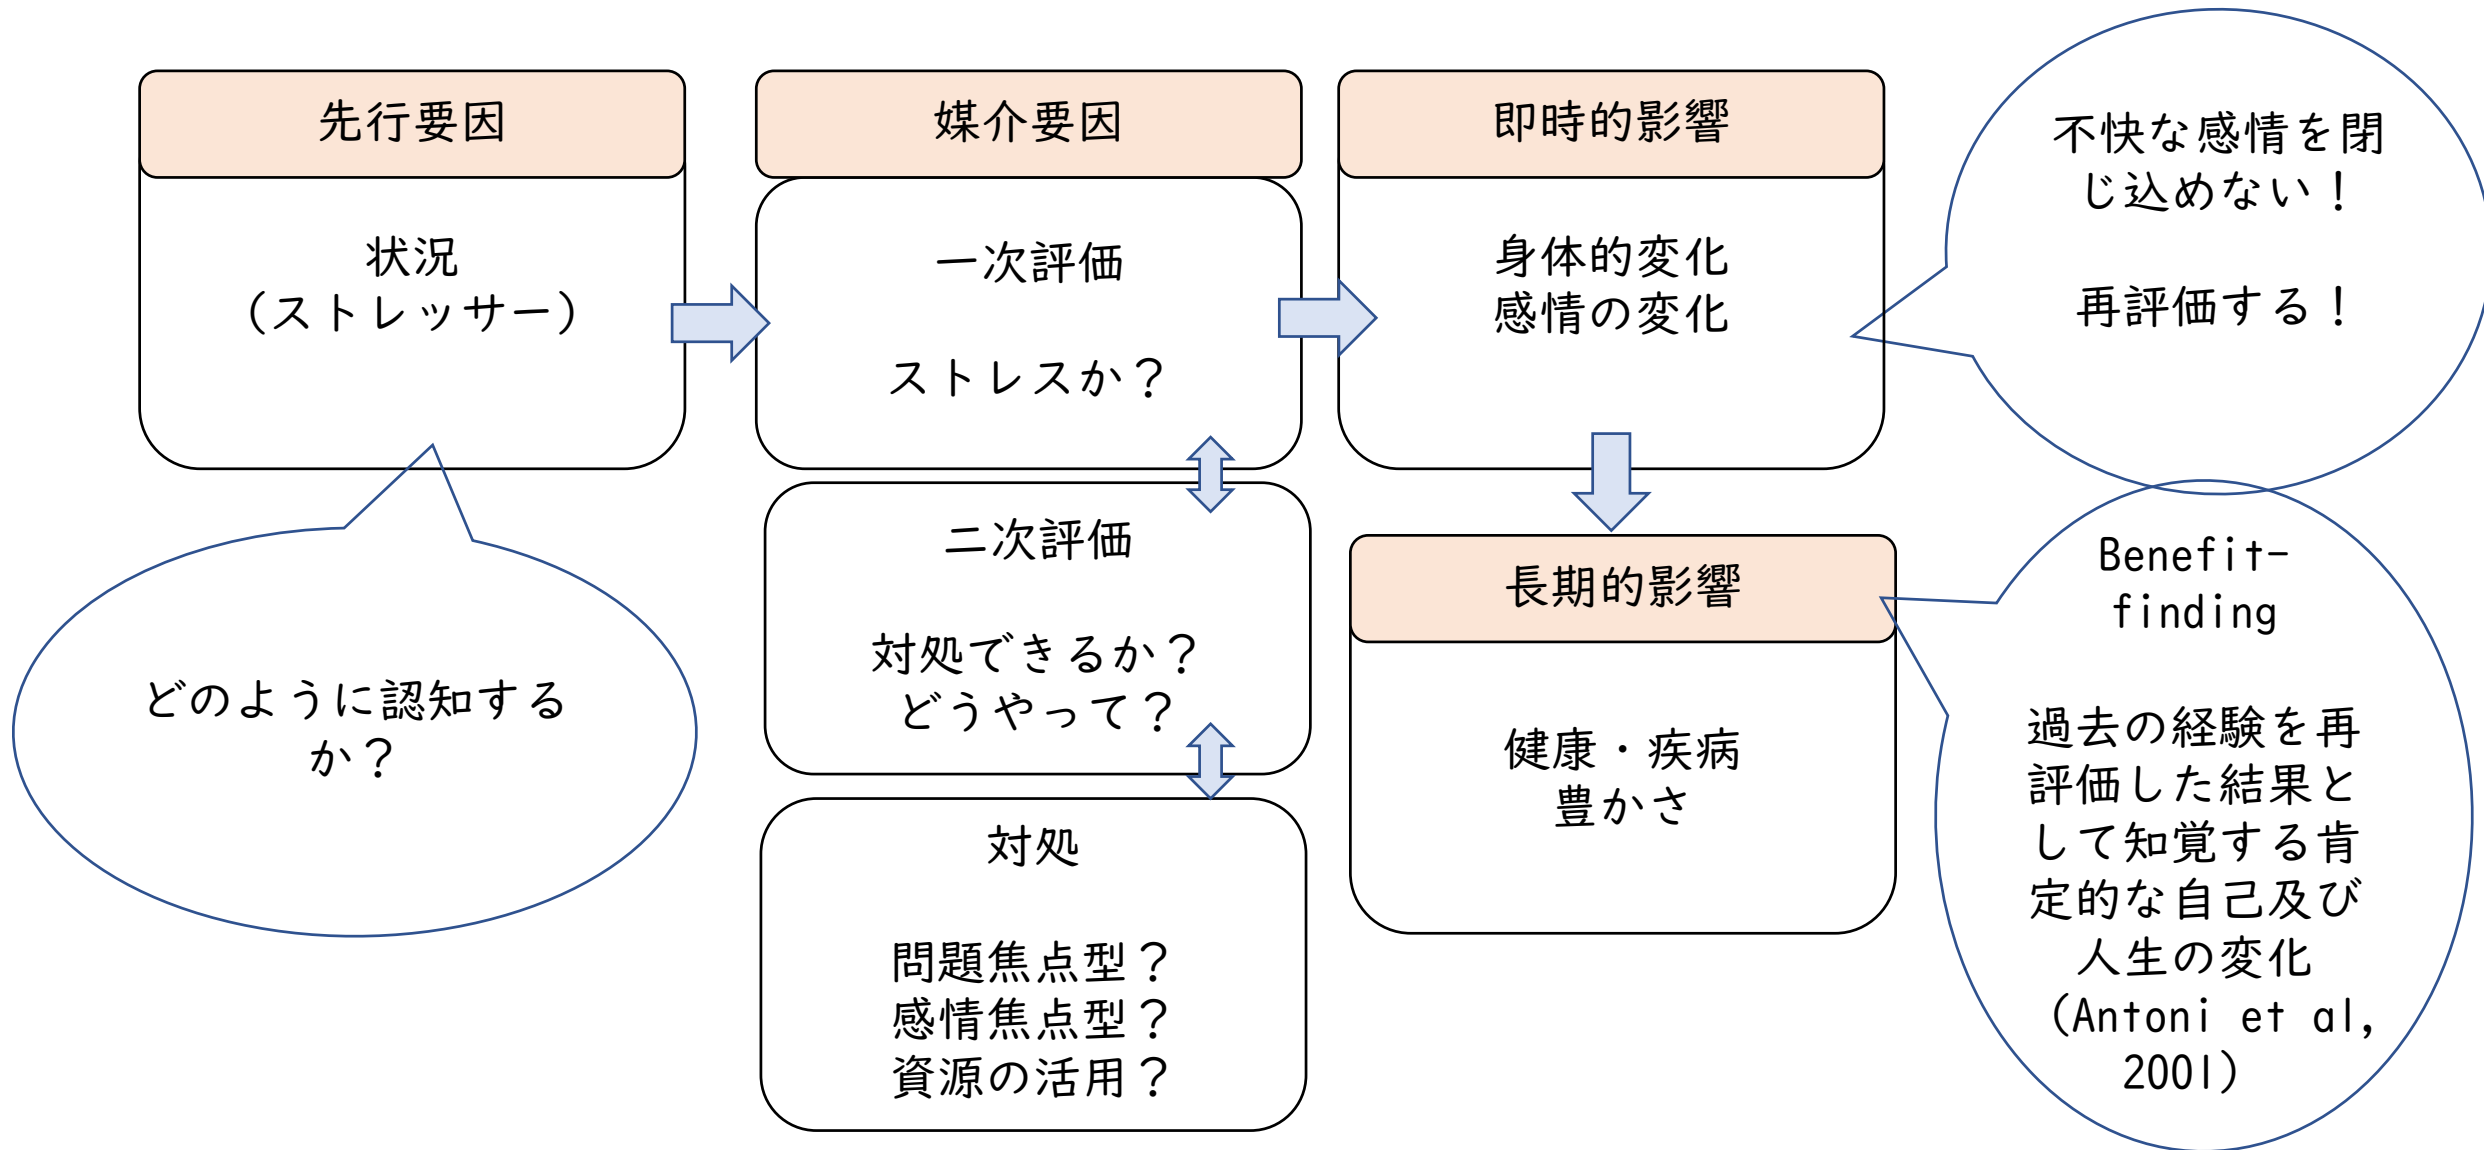 先行要因
状況
（ストレッサー）
どのように認知する
か？
媒介要因
一次評価
ストレスか？
二次評価
対処できるか？
どうやって？
対処
問題焦点型？
感情焦点型？
資源の活用？
即時的影響
身体的変化
感情の変化
不快な感情を閉
じ込めない！
再評価する！
長期的影響
健康・疾病
豊かさ
Benefit-
finding
過去の経験を再
評価した結果と
して知覚する肯
定的な自己及び
人生の変化
（Antoni et al,
2001）